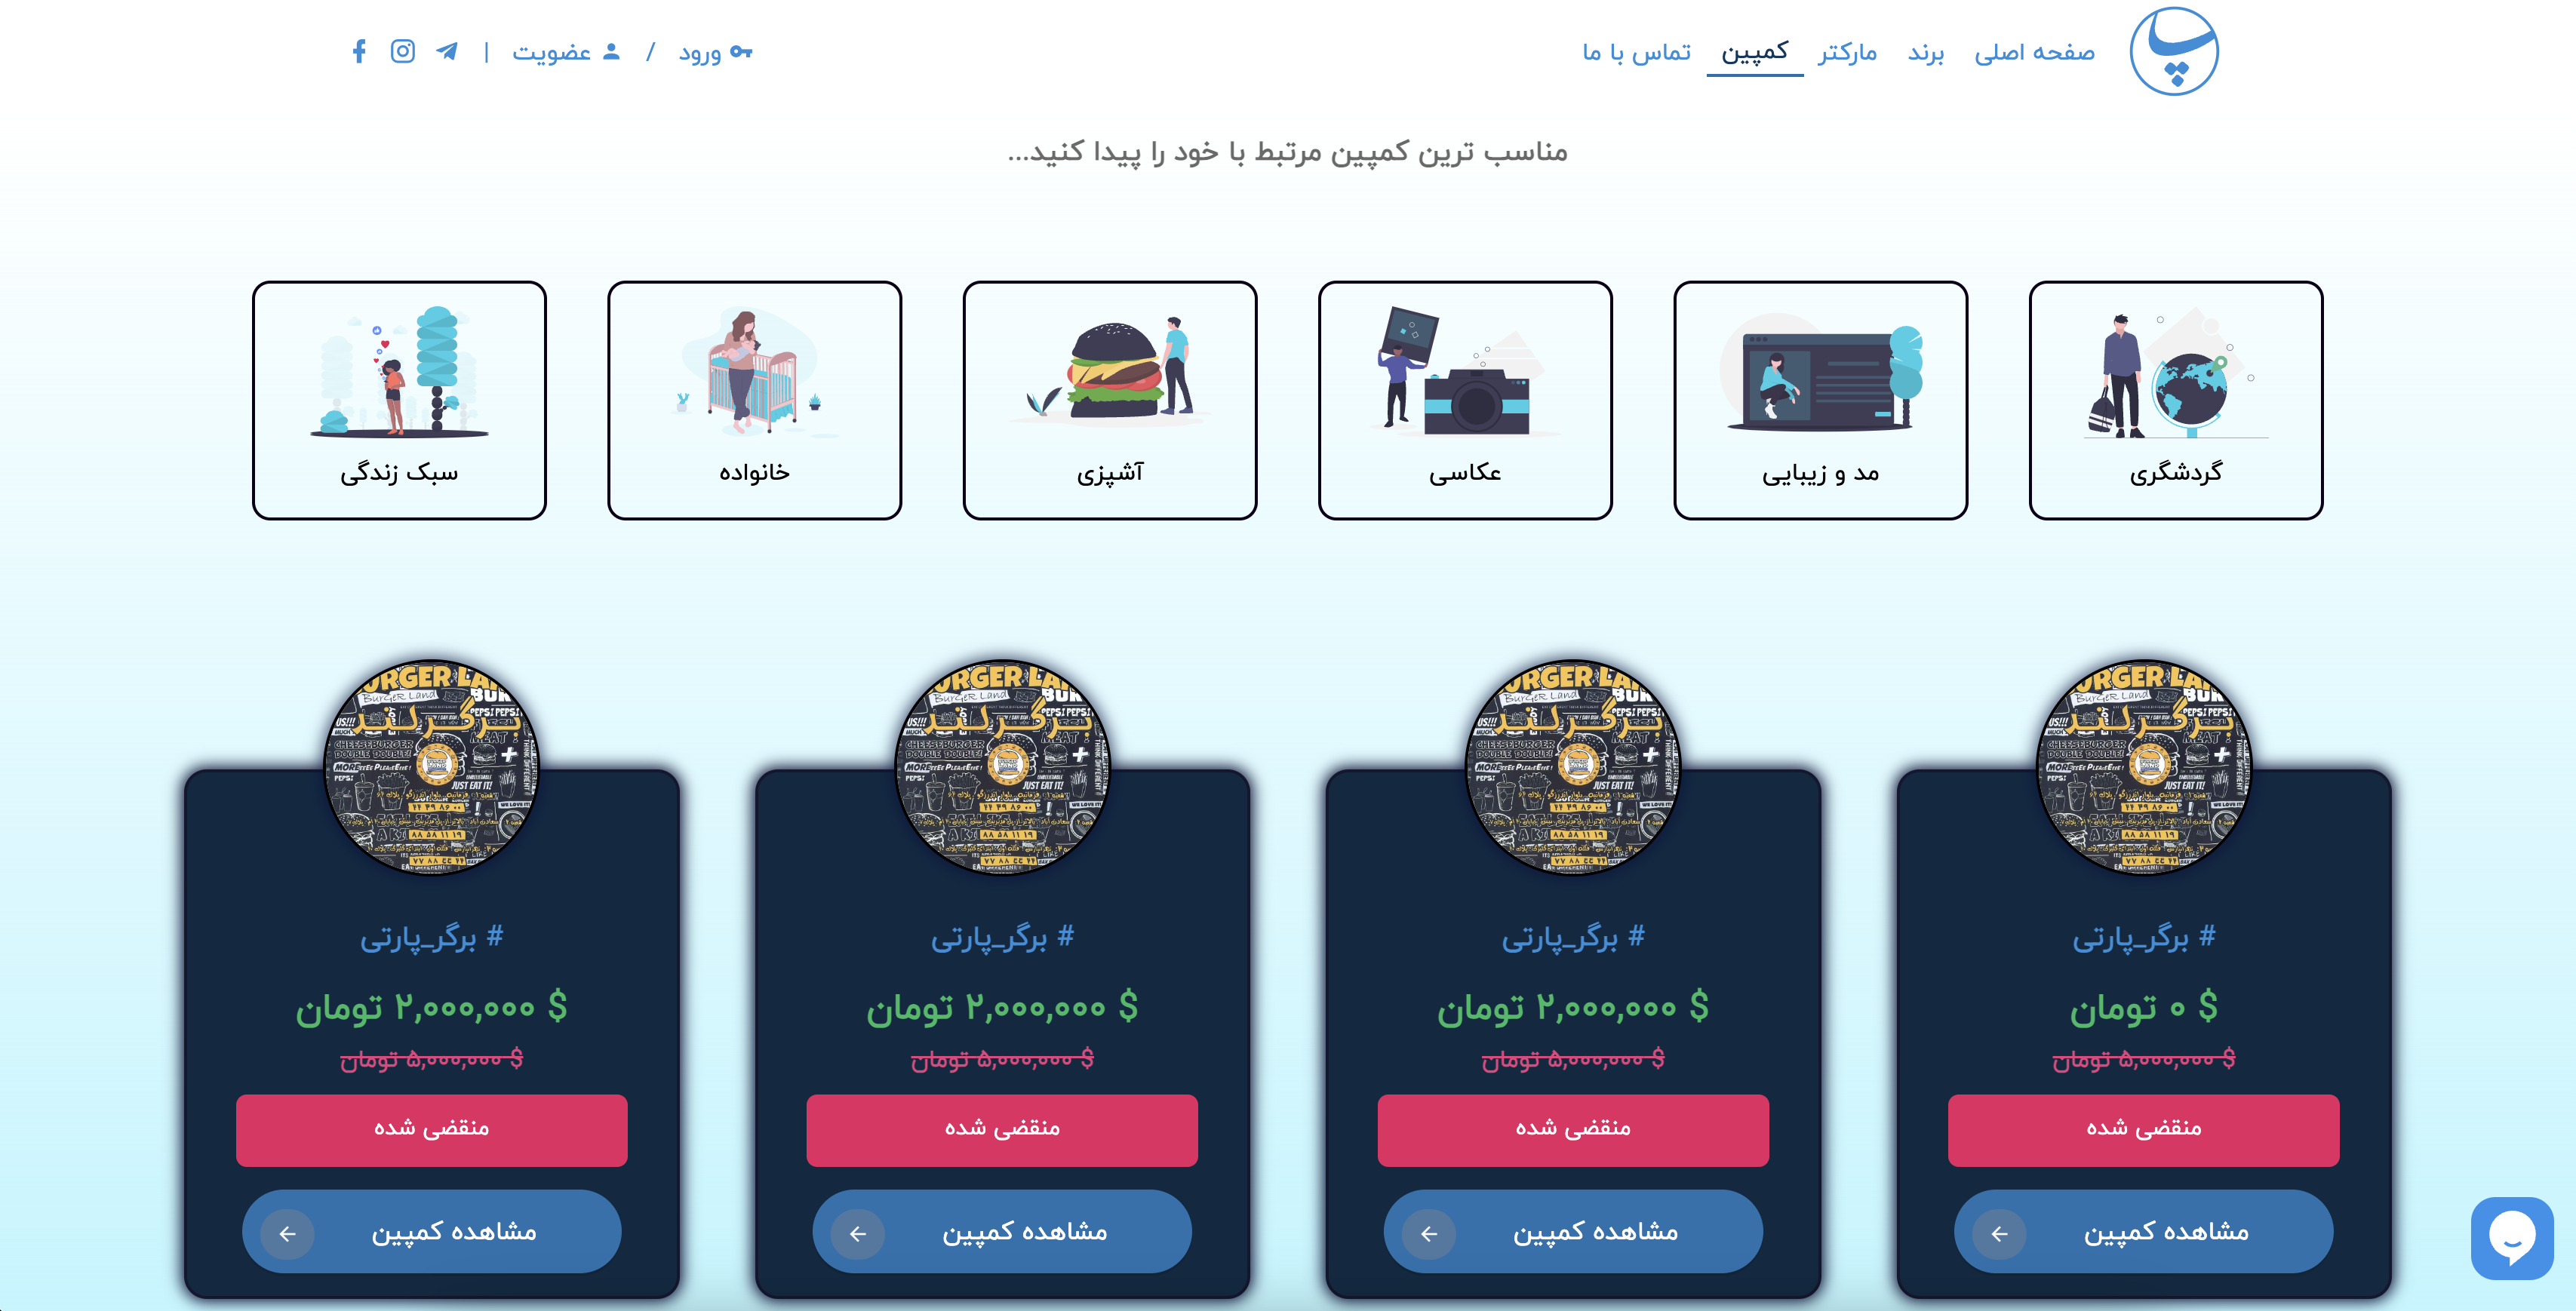 صفحه اصلی
برند
مارکتر
کمپین
تماس با ما
ورود
/
عضویت
|
مناسب ترین کمپین مرتبط با خود را پیدا کنید...
گردشگری
مد و زیبایی
عکاسی
آشپزی
خانواده
سبک زندگی
# برگر_پارتی
$ ۰ تومان
$ ۵,۰۰۰,۰۰۰ تومان
منقضی شده
مشاهده کمپین
# برگر_پارتی
$ ۲,۰۰۰,۰۰۰ تومان
$ ۵,۰۰۰,۰۰۰ تومان
منقضی شده
مشاهده کمپین
# برگر_پارتی
$ ۲,۰۰۰,۰۰۰ تومان
$ ۵,۰۰۰,۰۰۰ تومان
منقضی شده
مشاهده کمپین
# برگر_پارتی
$ ۲,۰۰۰,۰۰۰ تومان
$ ۵,۰۰۰,۰۰۰ تومان
منقضی شده
مشاهده کمپین